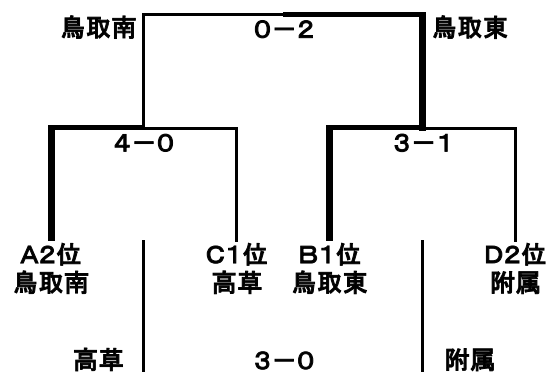 鳥取南 0－2 鳥取東
4－0 3－1
A2位 C1位 B1位 D2位
鳥取南 高草 鳥取東 附属
高草 3－0 附属